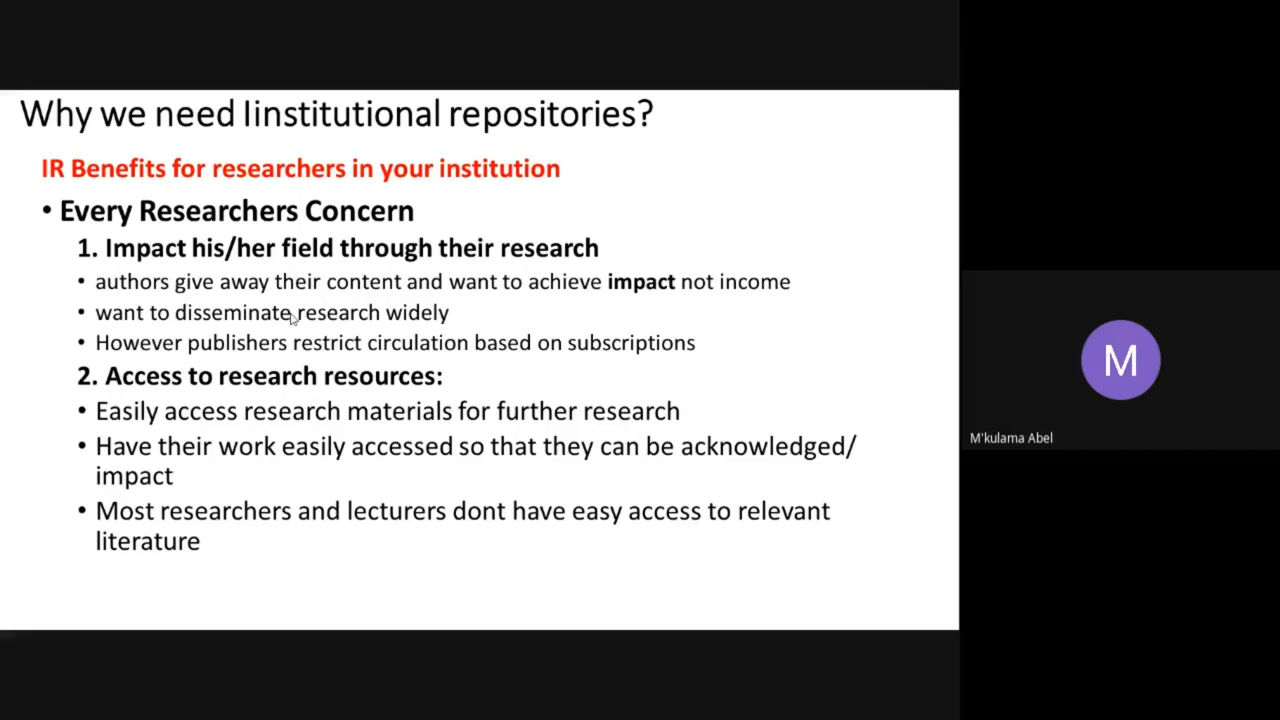 Why we need Iinstitutional repositories?
IR Benefits for researchers in your institution
• Every Researchers Concern
1. Impact his/her field through their research
• authors give away their content and want to achieve impact not income
• want to disseminate research widely
• However publishers restrict circulation based on subscriptions
2. Access to research resources:
• Easily access research materials for further research
• Have their work easily accessed so that they can be acknowledged/
impact
• Most researchers and lecturers dont have easy access to relevant
literature
M
M'kulama Abel